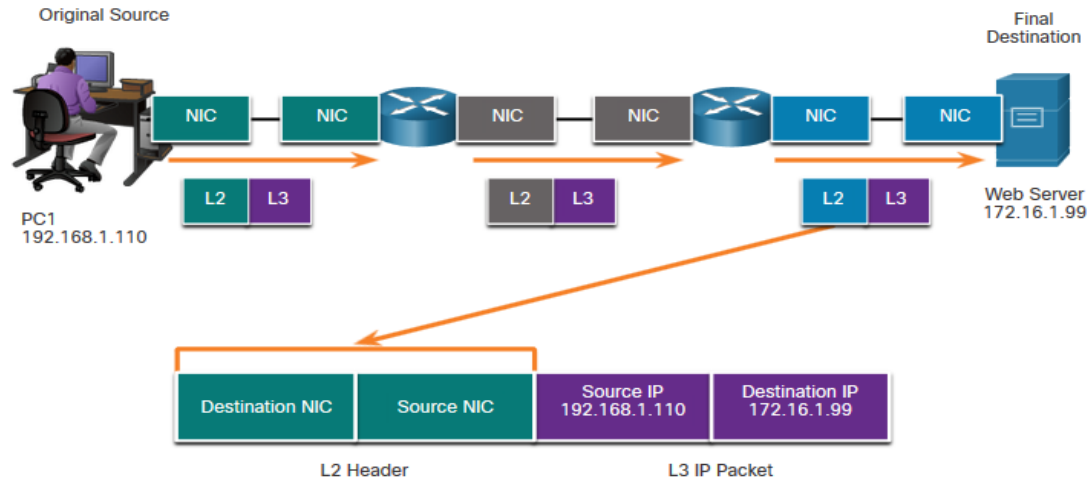 Original Source
Final
Destination
NIC
NIC
NIC
NIC
NIC
NIC
L2
L3
L2
L3
L2
L3
PC1
192.168.1.110
Web Server
172.16.1.99
Destination NIC
Source NIC
Source IP
192.168.1.110
Destination IP
172.16.1.99
L2 Header
L3 IP Packet